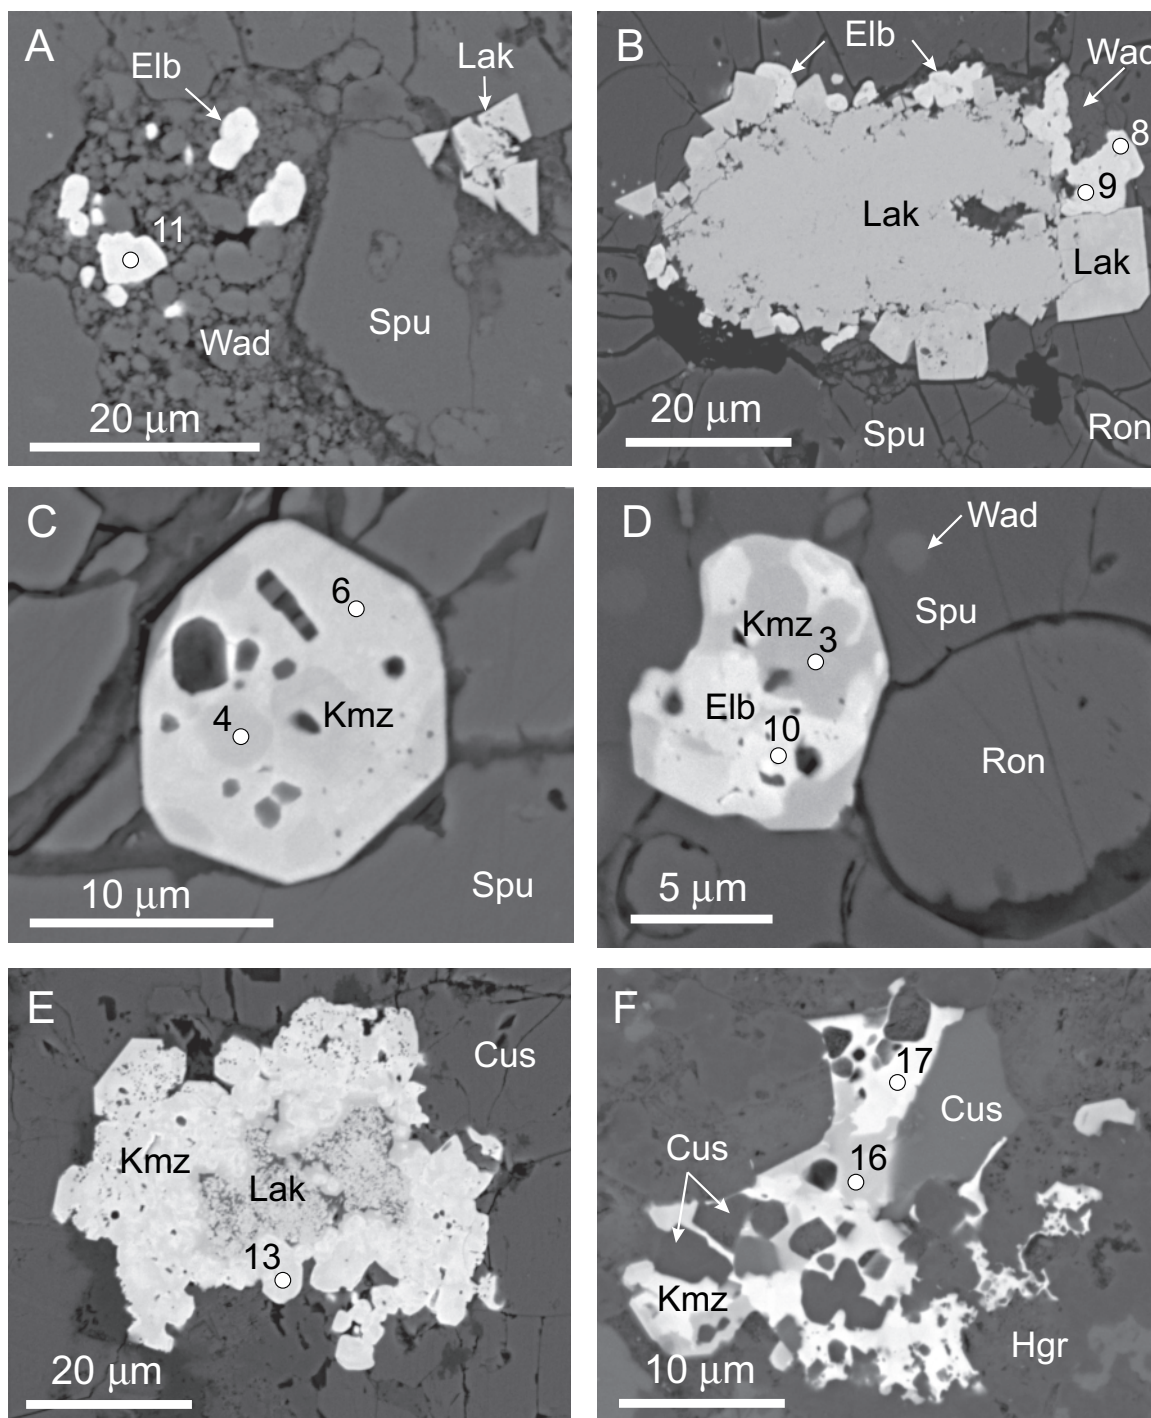 A
Elb
Lak
11
Wad
Spu
20 μm
B
Elb
Wad
8
9
Lak
Lak
20 μm
Spu
Ron
C
6
4
Kmz
10 μm
Spu
D
Wad
Spu
Kmz
3
Elb
10
Ron
5 μm
E
Cus
Kmz
Lak
13
20 μm
F
17
Cus
Cus
16
Kmz
Hgr
10 μm